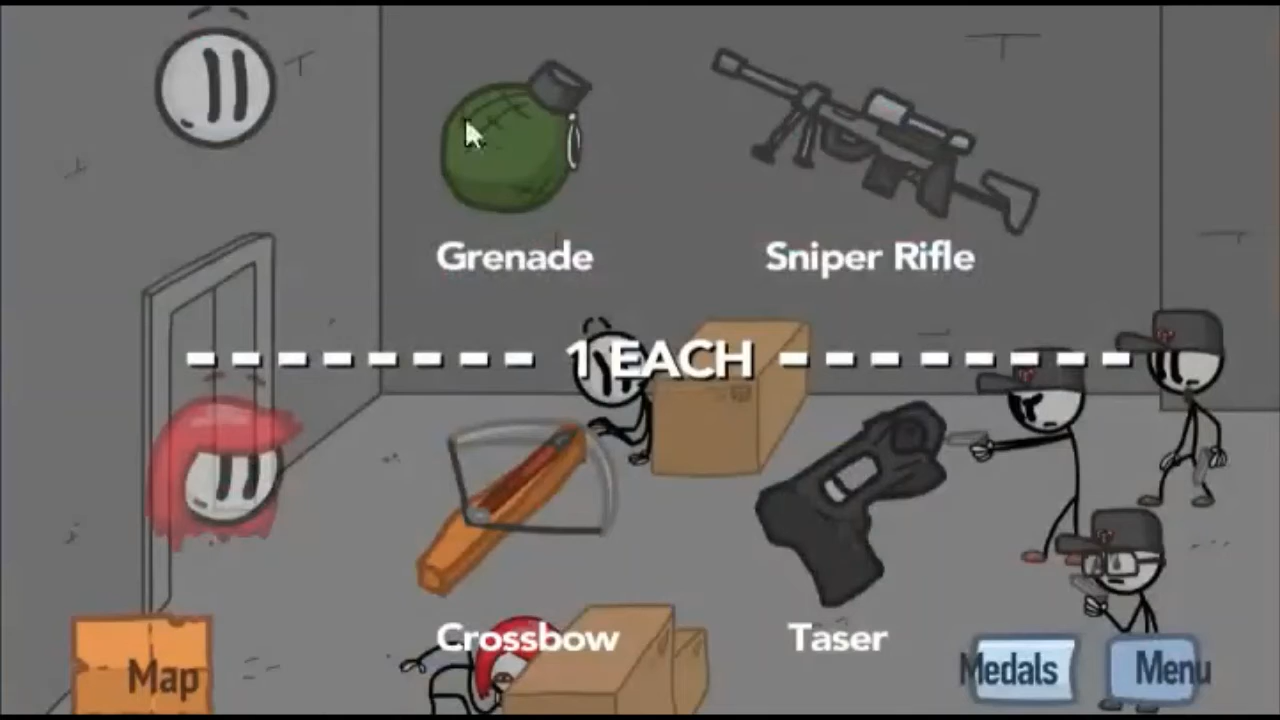 Grenade
Sniper Rifle
1 EACH
Crossbow
Taser
Map
Medals
Menu